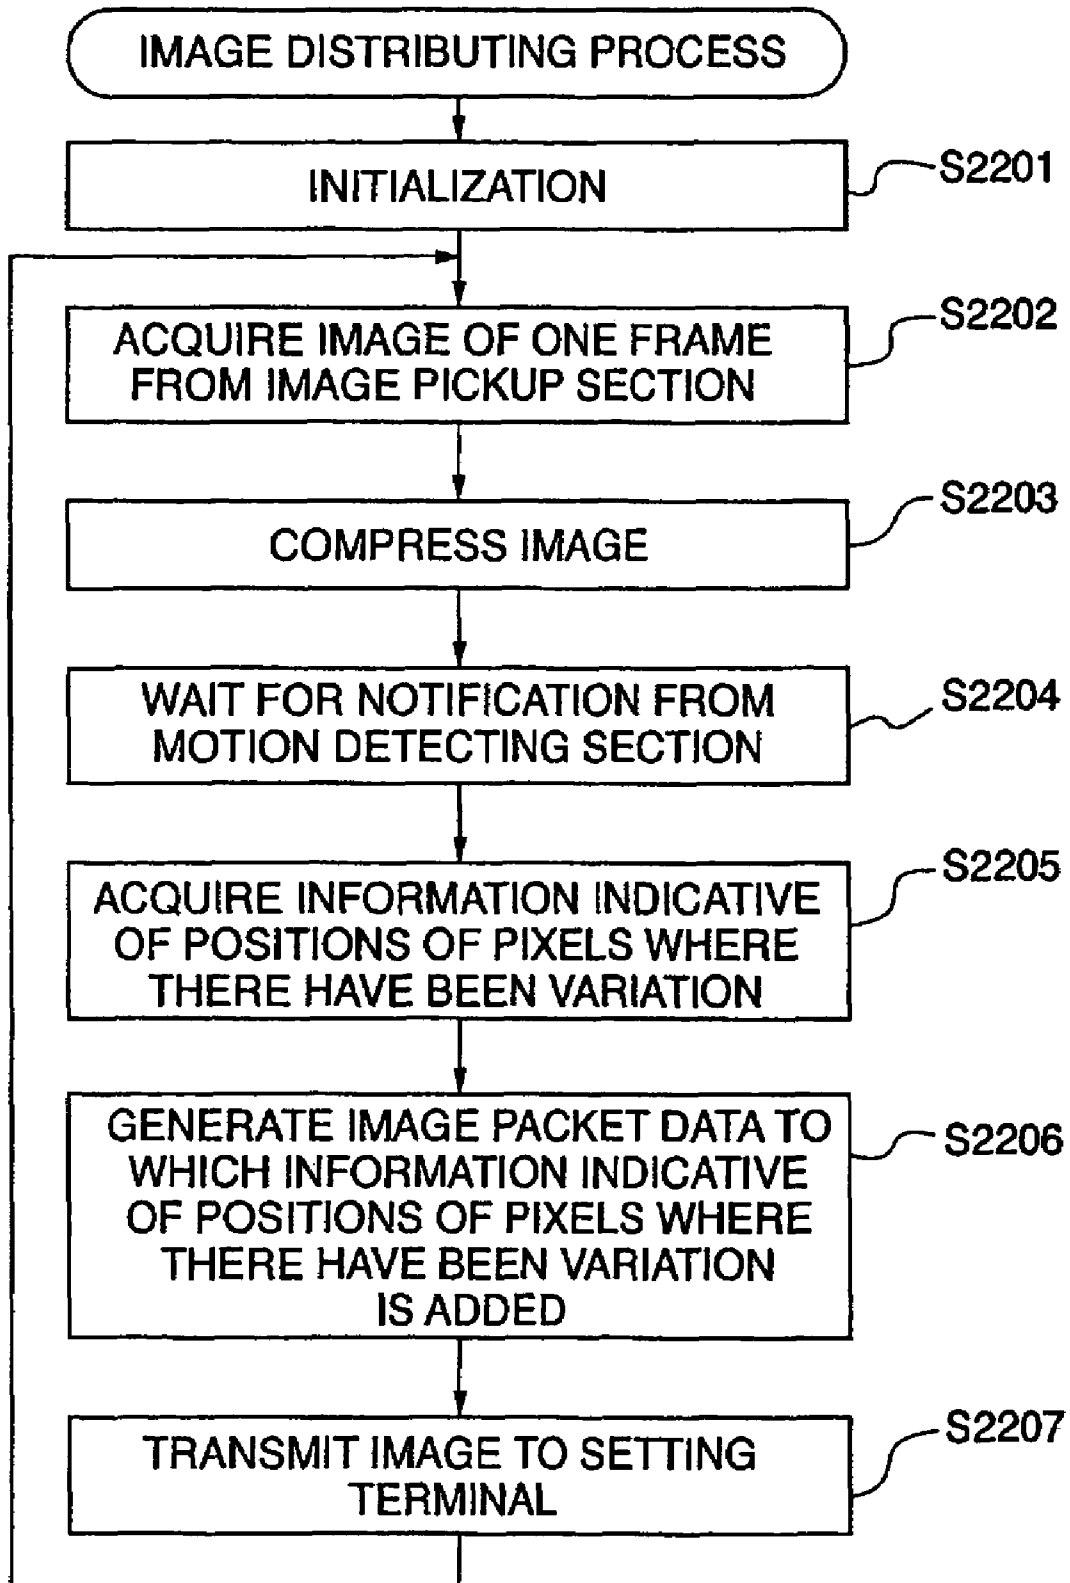 IMAGE DISTRIBUTING PROCESS
INITIALIZATION
S2201
ACQUIRE IMAGE OF ONE FRAME
FROM IMAGE PICKUP SECTION
S2202
COMPRESS IMAGE
S2203
WAIT FOR NOTIFICATION FROM
MOTION DETECTING SECTION
S2204
ACQUIRE INFORMATION INDICATIVE
OF POSITIONS OF PIXELS WHERE
THERE HAVE BEEN VARIATION
S2205
GENERATE IMAGE PACKET DATA TO
WHICH INFORMATION INDICATIVE
OF POSITIONS OF PIXELS WHERE
THERE HAVE BEEN VARIATION
IS ADDED
S2206
TRANSMIT IMAGE TO SETTING
TERMINAL
S2207